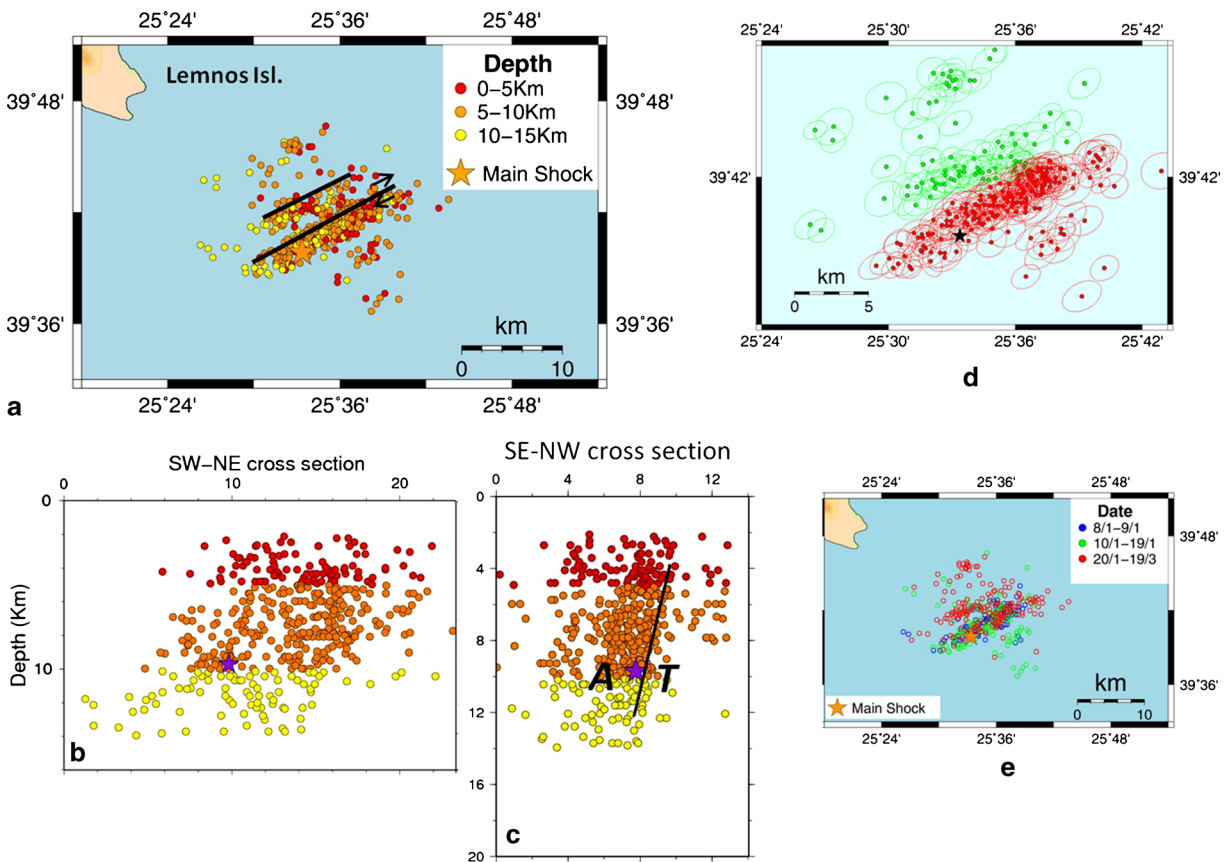 25°24' 25°36' 25°48'
39°48'
39°36'
Lemnos Isl.
Depth
0–5Km
5–10Km
10–15Km
Main Shock
39°48'
39°36'
km
0 10
25°24' 25°36' 25°48'
a
25°24' 25°30' 25°36' 25°42'
39°42' 39°42'
km
0 5
25°24' 25°30' 25°36' 25°42'
d
SW–NE cross section
0 10 20
0
10
Depth (Km)
b
SE-NW cross section
0 4 8 12
0
4
8
12
16
20
A T
c
25°24' 25°36' 25°48'
Date
8/1–9/1
10/1–19/1
20/1–19/3
39°48'
39°36'
km
0 10
Main Shock
25°24' 25°36' 25°48'
e